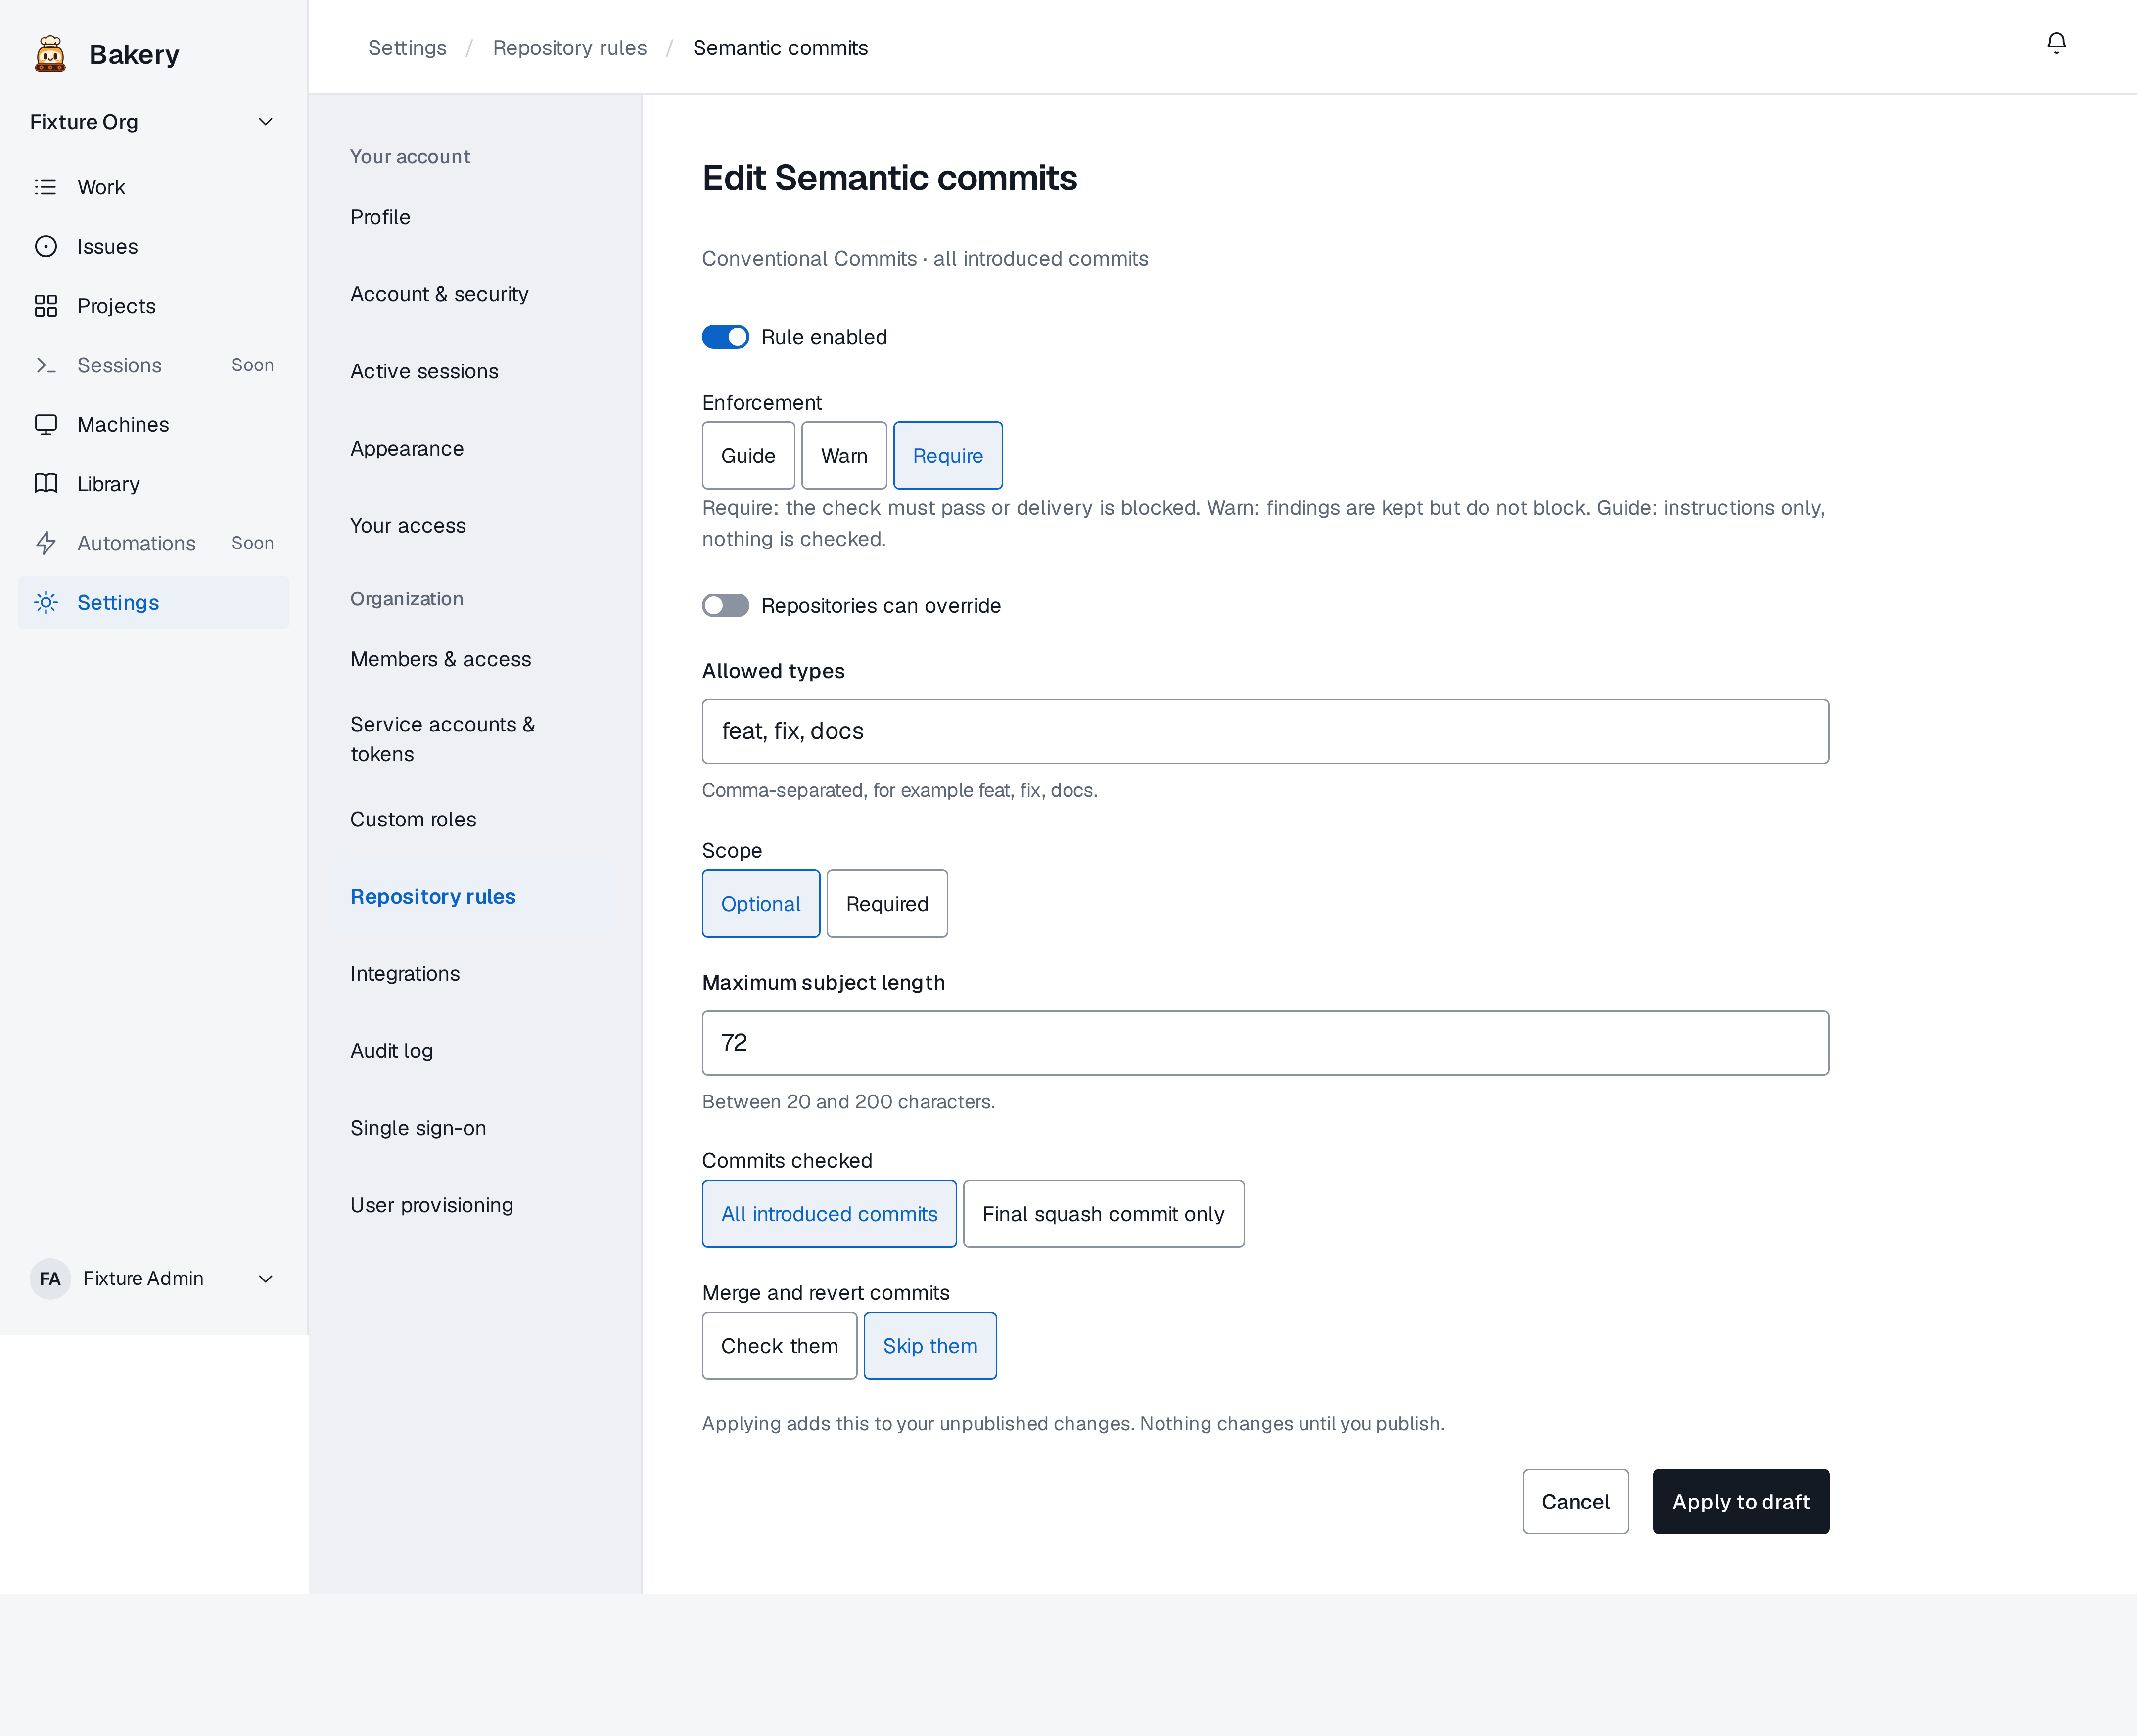 Bakery
Fixture Org
Work
Issues
Projects
Sessions Soon
Machines
Library
Automations Soon
Settings
FA Fixture Admin
Settings / Repository rules / Semantic commits
Your account
Profile
Account & security
Active sessions
Appearance
Your access
Organization
Members & access
Service accounts &
tokens
Custom roles
Repository rules
Integrations
Audit log
Single sign-on
User provisioning
Edit Semantic commits
Conventional Commits · all introduced commits
Rule enabled
Enforcement
Guide Warn Require
Require: the check must pass or delivery is blocked. Warn: findings are kept but do not block. Guide: instructions only,
nothing is checked.
Repositories can override
Allowed types
feat, fix, docs
Comma-separated, for example feat, fix, docs.
Scope
Optional Required
Maximum subject length
72
Between 20 and 200 characters.
Commits checked
All introduced commits Final squash commit only
Merge and revert commits
Check them Skip them
Applying adds this to your unpublished changes. Nothing changes until you publish.
Cancel Apply to draft